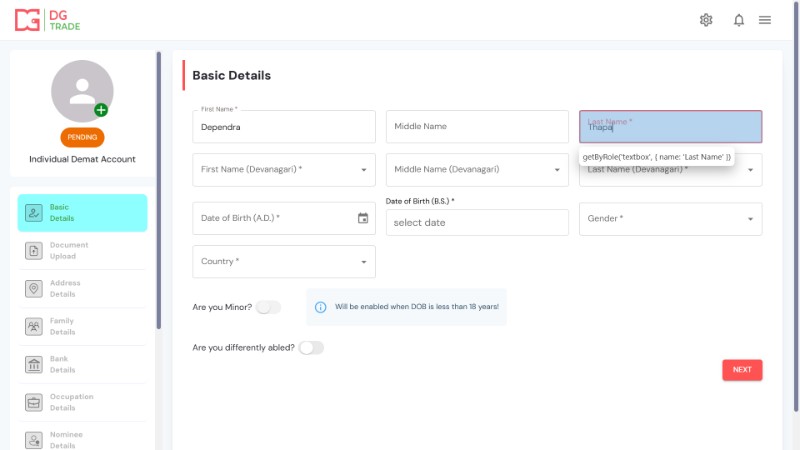 DG
TRADE
PENDING
Individual Demat Account
Basic
Details
Document
Upload
Address
Details
Family
Details
Bank
Details
Occupation
Details
Nominee
Details
Basic Details
First Name *
Dependra
Middle Name
Last Name *
Thapa
getByRole('textbox', { name: 'Last Name' })
First name (Devanagari) *
Middle Name (Devanagari)
Last Name (Devanagari) *
Date of Birth (A.D.) *
Date of Birth (B.S.) *
select date
Gender *
Country *
Are you Minor?
Will be enabled when DOB is less than 18 years!
Are you differently abled?
NEXT